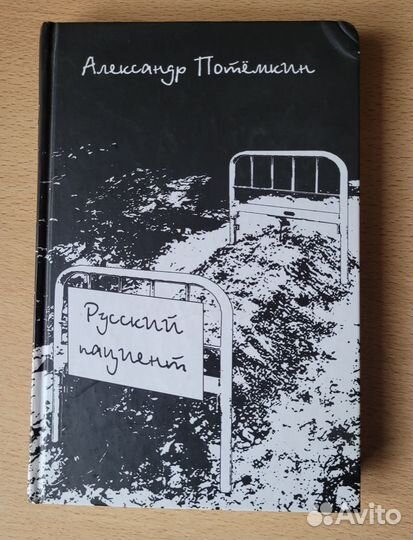 Александр Потёмкин
Русский
пациент
Avito